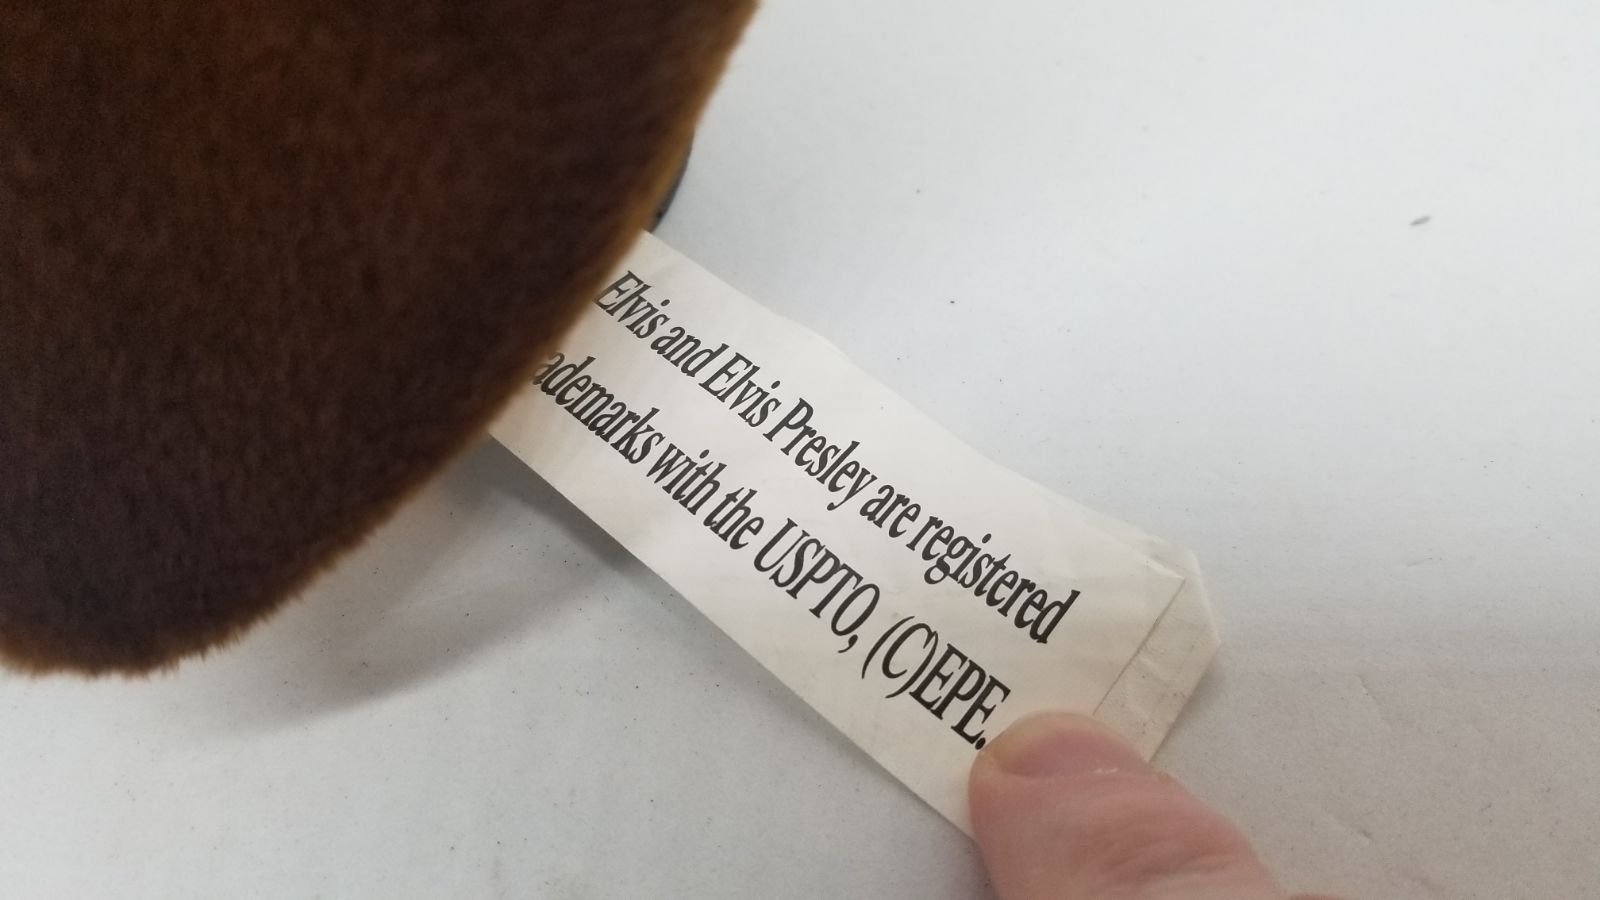 Elvis and Elvis Presley are registered
ademarks with the USPTO, (C)EPE.